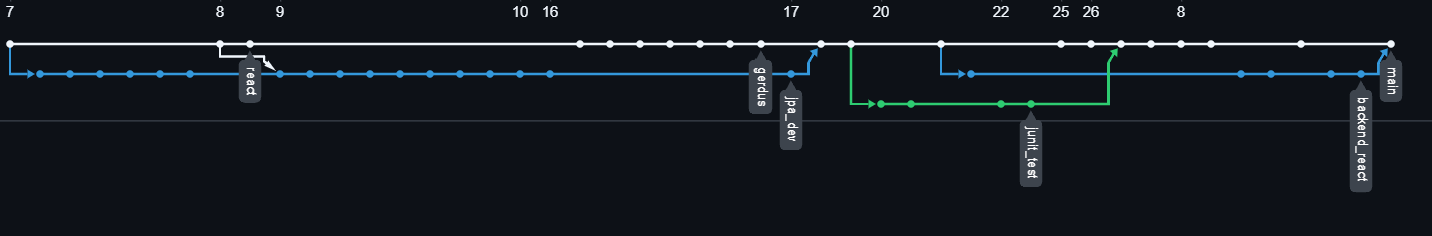 7 8 9 10 16 17 20 22 25 26 8
react
gerdus
jpa_dev
junit_test
backend_react
main